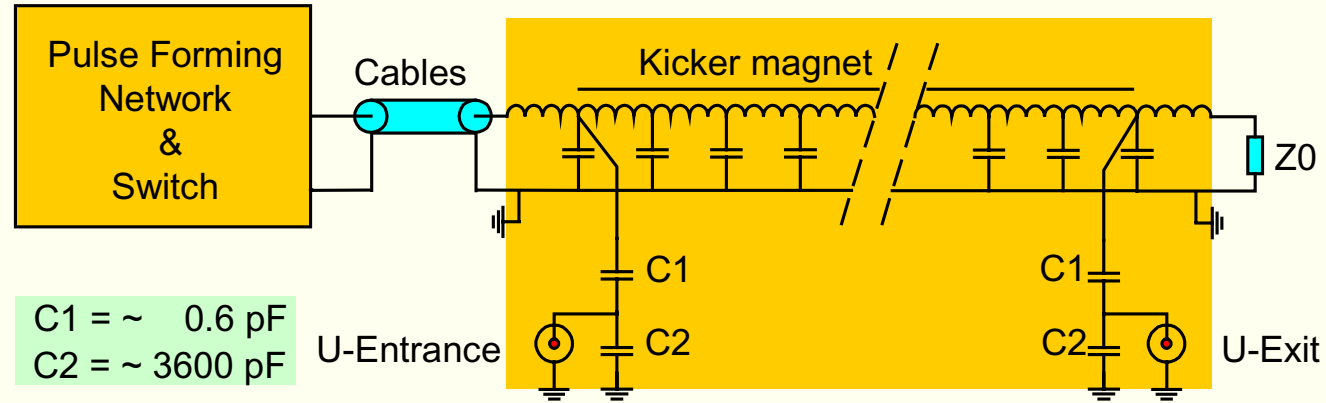 Pulse Forming
Network
&
Switch
Cables
Kicker magnet
Z0
C1
C1
C1 = ~ 0.6 pF
C2 = ~ 3600 pF
U-Entrance
C2
C2
U-Exit